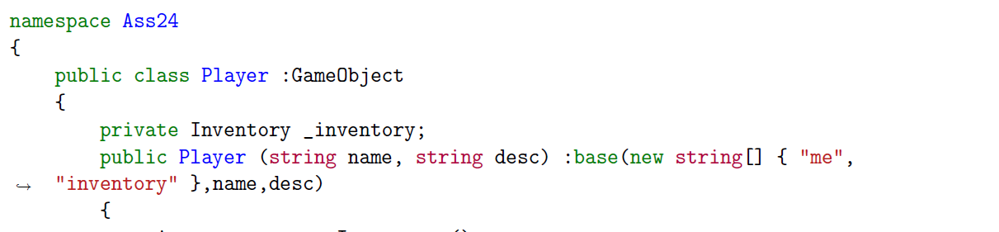 namespace Ass24
{
    public class Player :GameObject
    {
        private Inventory _inventory;
        public Player (string name, string desc) :base(new string[] { "me",
↪   "inventory" },name,desc)
        {